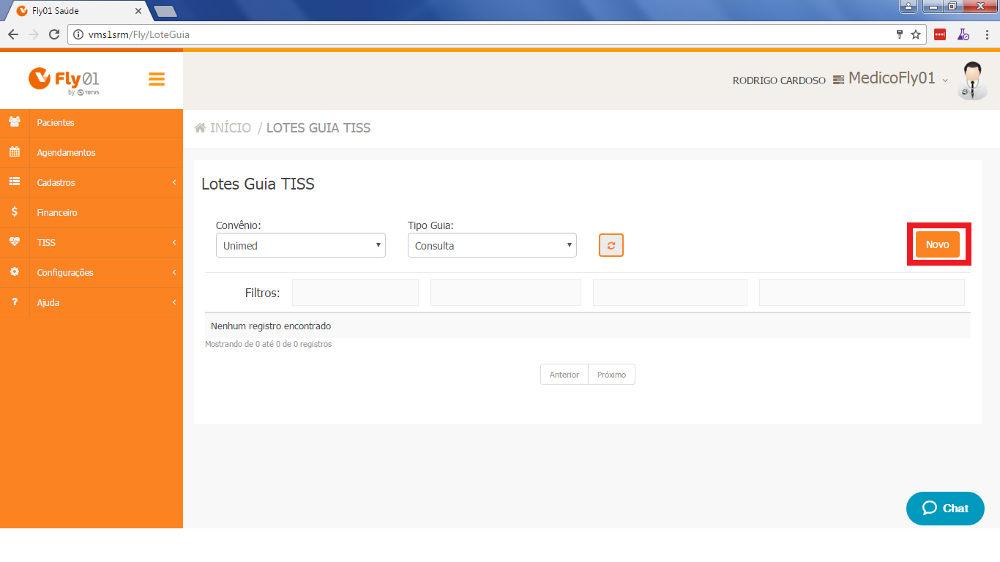 Fly01 Saúde
vms1srm/Fly/LoteGuia
Fly01
by TOTVS
RODRIGO CARDOSO MedicoFly01
Pacientes
Agendamentos
Cadastros
Financeiro
TISS
Configurações
Ajuda
INÍCIO / LOTES GUIA TISS
Lotes Guia TISS
Convênio: Tipo Guia:
Unimed Consulta Novo
Filtros:
Nenhum registro encontrado
Mostrando de 0 até 0 de 0 registros
Anterior Próximo
Chat